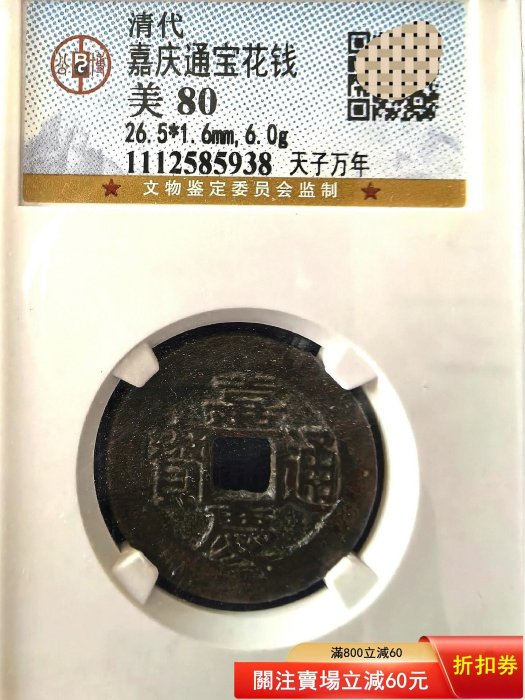 清代
嘉庆通宝花钱
美 80
26.5*1.6mm, 6.0g
1112585938 天子万年
★ 文物鉴定委员会监制 ★
公博
嘉慶通寶
滿800立減60
關注賣場立減60元
折扣券